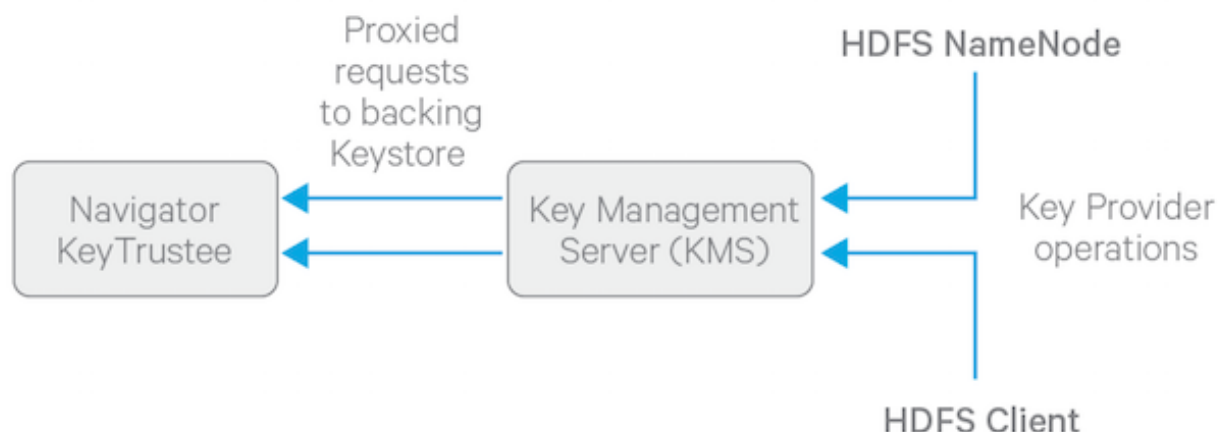 Proxied
requests
to backing
Keystore
HDFS NameNode
Navigator
KeyTrustee
Key Management
Server (KMS)
Key Provider
operations
HDFS Client